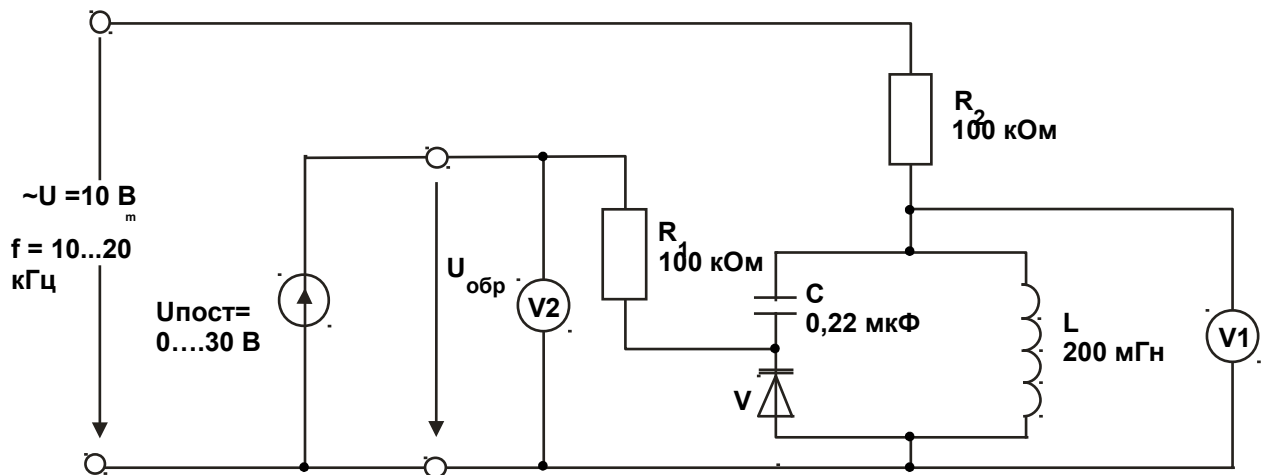 ~U =10 В
m
f = 10...20
кГц
Uпост=
0....30 В
U
обр
V2
R
1
100 кОм
R
2
100 кОм
C
0,22 мкФ
V
L
200 мГн
V1